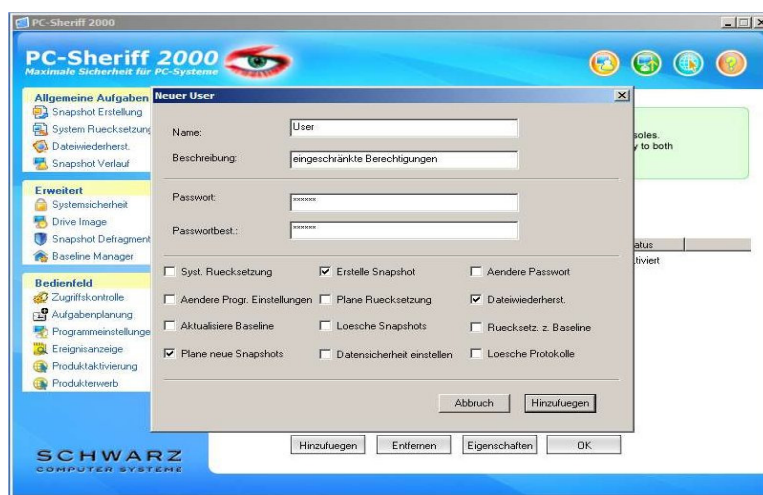 PC-Sheriff 2000
PC-Sheriff 2000
Maximale Sicherheit für PC-Systeme
Allgemeine Aufgaben
Snapshot Erstellung
System Ruecksetzung
Dateiwiederherst.
Snapshot Verlauf
Erweitert
Systemsicherheit
Drive Image
Snapshot Defragment
Baseline Manager
Bedienfeld
Zugriffskontrolle
Aufgabenplanung
Programmeinstellunge
Ereignisanzeige
Produktaktivierung
Produkterwerb
SCHWARZ
COMPUTER SYSTEME
Neuer User
Name: User
Beschreibung: eingeschränkte Berechtigungen
Passwort: xxxxxx
Passwortbest.: xxxxxx
Syst. Ruecksetzung Erstelle Snapshot Aendere Passwort
Aendere Progr. Einstellungen Plane Ruecksetzung Dateiwiederherst.
Aktualisiere Baseline Loesche Snapshots Ruecksetz. z. Baseline
Plane neue Snapshots Datensicherheit einstellen Loesche Protokolle
Abbruch Hinzufuegen
soles.
y to both
atus
tiviert
Hinzufuegen Entfernen Eigenschaften OK